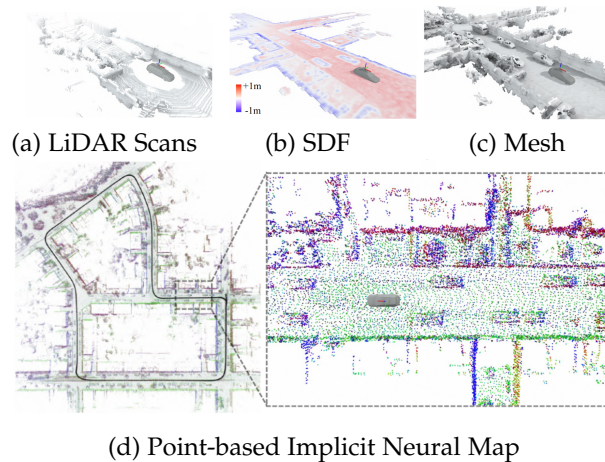 +1m
-1m
(a) LiDAR Scans
(b) SDF
(c) Mesh
(d) Point-based Implicit Neural Map